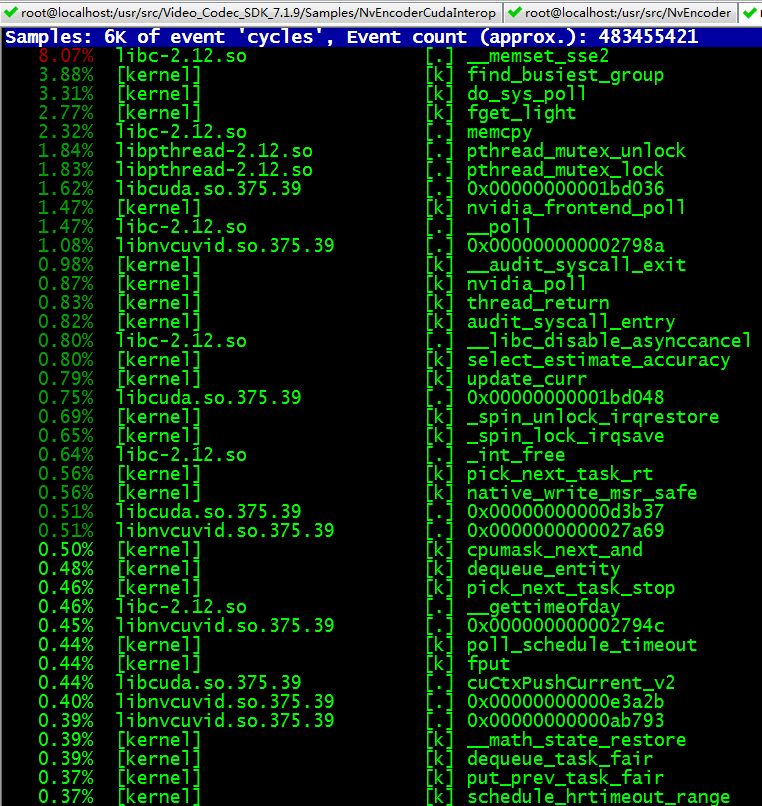 root@localhost:/usr/src/Video_Codec_SDK_7.1.9/Samples/NvEncoderCudaInterop root@localhost:/usr/src/NvEncoder
Samples: 6K of event 'cycles', Event count (approx.): 483455421
8.07% libc-2.12.so [.] __memset_sse2
3.88% [kernel] [k] find_busiest_group
3.31% [kernel] [k] do_sys_poll
2.77% [kernel] [k] fget_light
2.32% libc-2.12.so [.] memcpy
1.84% libpthread-2.12.so [.] pthread_mutex_unlock
1.83% libpthread-2.12.so [.] pthread_mutex_lock
1.62% libcuda.so.375.39 [.] 0x00000000001bd036
1.47% [kernel] [k] nvidia_frontend_poll
1.47% libc-2.12.so [.] __poll
1.08% libnvcuvid.so.375.39 [.] 0x000000000002798a
0.98% [kernel] [k] __audit_syscall_exit
0.87% [kernel] [k] nvidia_poll
0.83% [kernel] [k] thread_return
0.82% [kernel] [k] audit_syscall_entry
0.80% libc-2.12.so [.] __libc_disable_asynccancel
0.80% [kernel] [k] select_estimate_accuracy
0.79% [kernel] [k] update_curr
0.75% libcuda.so.375.39 [.] 0x00000000001bd048
0.69% [kernel] [k] _spin_unlock_irqrestore
0.65% [kernel] [k] _spin_lock_irqsave
0.64% libc-2.12.so [.] _int_free
0.56% [kernel] [k] pick_next_task_rt
0.56% [kernel] [k] native_write_msr_safe
0.51% libcuda.so.375.39 [.] 0x00000000000d3b37
0.51% libnvcuvid.so.375.39 [.] 0x0000000000027a69
0.50% [kernel] [k] cpumask_next_and
0.48% [kernel] [k] dequeue_entity
0.46% [kernel] [k] pick_next_task_stop
0.46% libc-2.12.so [.] __gettimeofday
0.45% libnvcuvid.so.375.39 [.] 0x000000000002794c
0.44% [kernel] [k] poll_schedule_timeout
0.44% [kernel] [k] fput
0.44% libcuda.so.375.39 [.] cuCtxPushCurrent_v2
0.40% libnvcuvid.so.375.39 [.] 0x00000000000e3a2b
0.39% libnvcuvid.so.375.39 [.] 0x00000000000ab793
0.39% [kernel] [k] __math_state_restore
0.39% [kernel] [k] dequeue_task_fair
0.37% [kernel] [k] put_prev_task_fair
0.37% [kernel] [k] schedule_hrtimeout_range